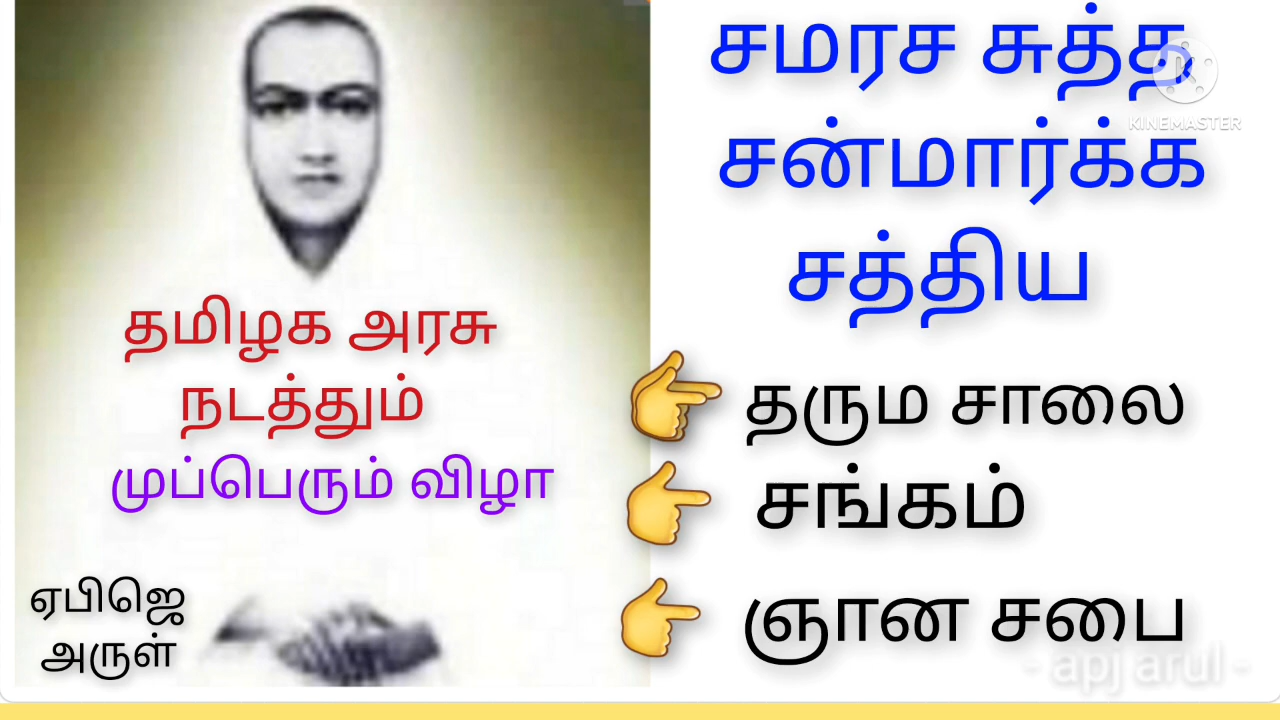 தமிழக அரசு
நடத்தும்
முப்பெரும் விழா
ஏபிஜெ
அருள்
சமரச சுத்த
சன்மார்க்க
சத்திய
தரும சாலை
சங்கம்
ஞான சபை
KINEMASTER
- apj arul -